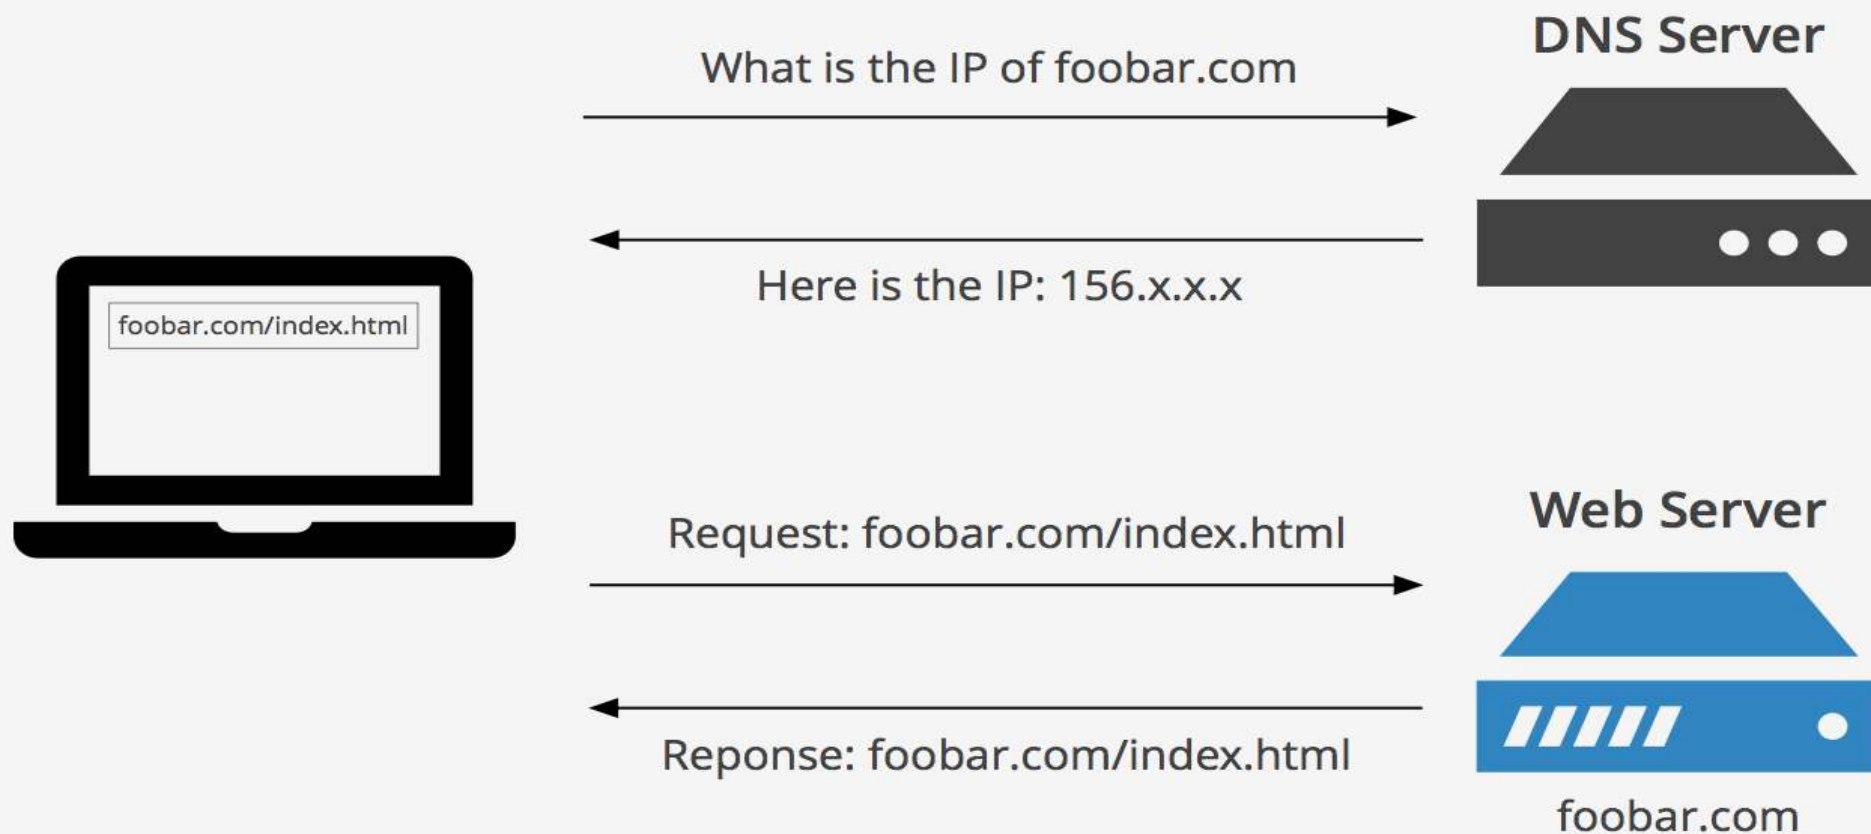 DNS Server
What is the IP of foobar.com
Here is the IP: 156.x.x.x
foobar.com/index.html
Web Server
Request: foobar.com/index.html
Reponse: foobar.com/index.html
foobar.com